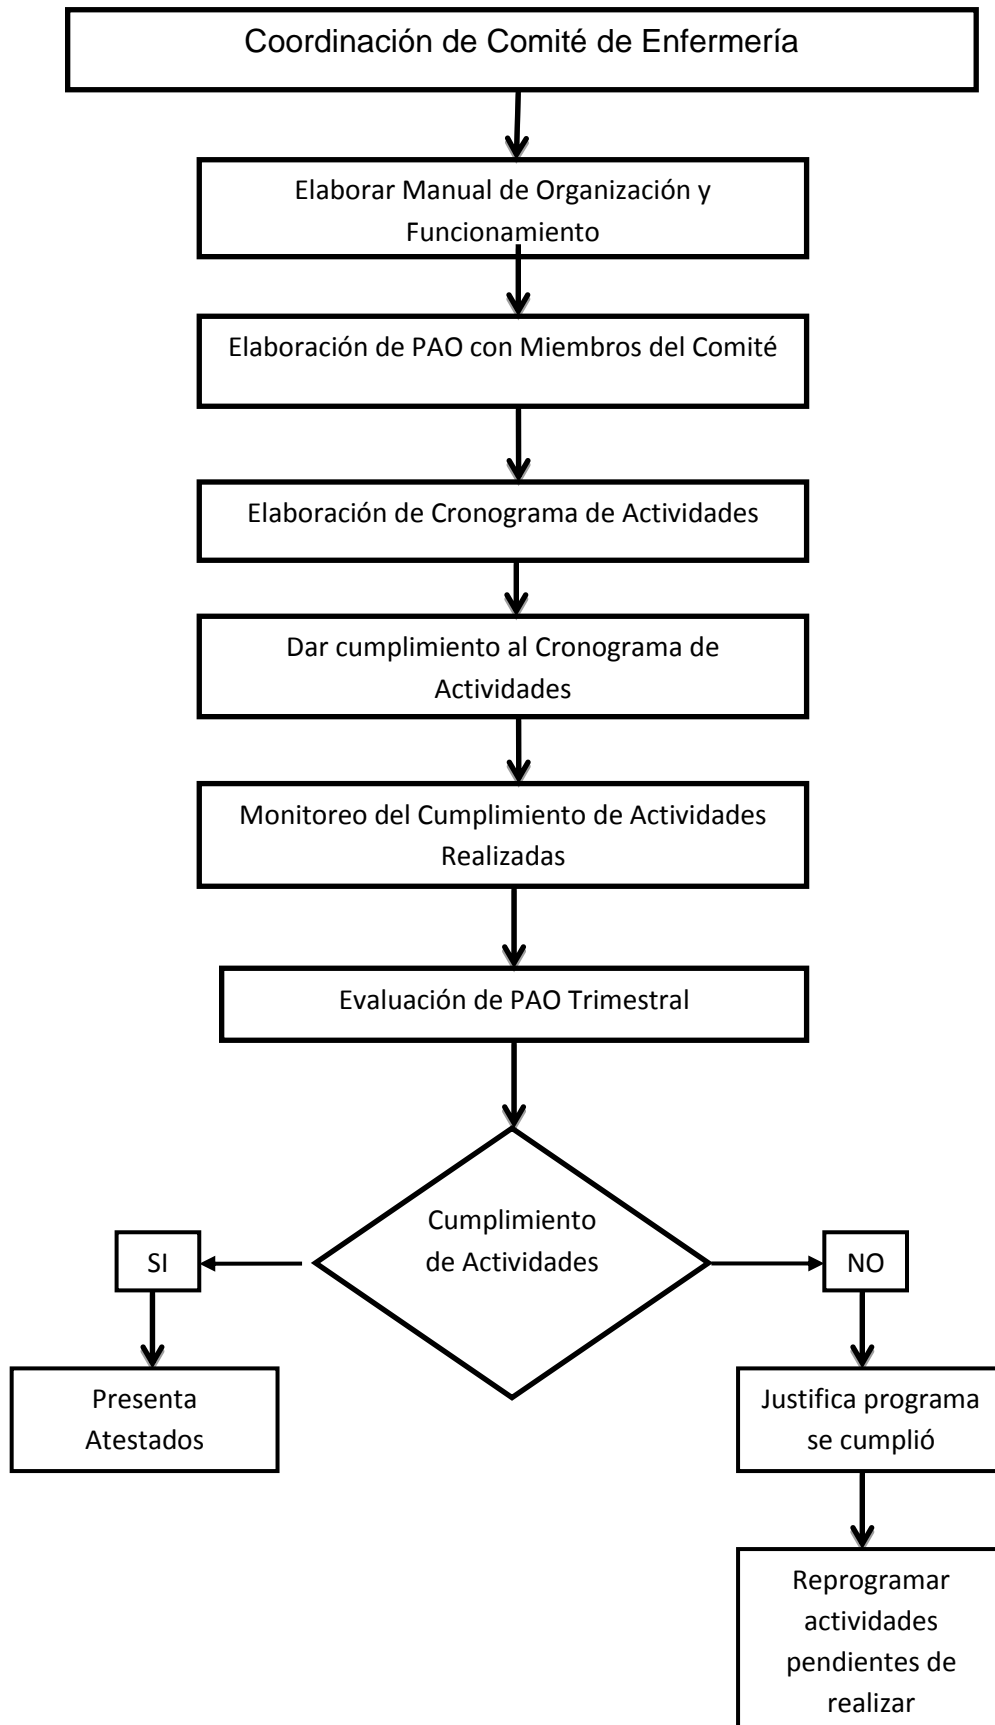 Coordinación de Comité de Enfermería
Elaborar Manual de Organización y
Funcionamiento
Elaboración de PAO con Miembros del Comité
Elaboración de Cronograma de Actividades
Dar cumplimiento al Cronograma de
Actividades
Monitoreo del Cumplimiento de Actividades
Realizadas
Evaluación de PAO Trimestral
Cumplimiento
de Actividades
SI
NO
Presenta
Atestados
Justifica programa
se cumplió
Reprogramar
actividades
pendientes de
realizar